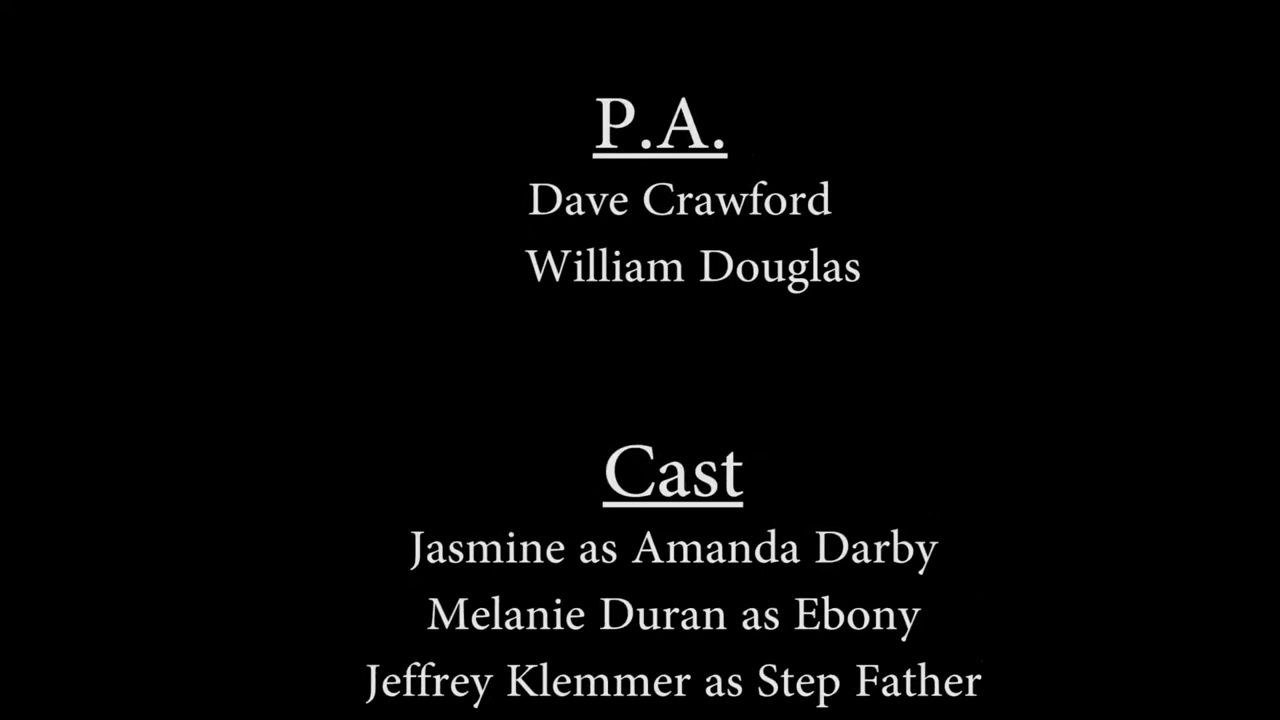 P.A.
Dave Crawford
William Douglas
Cast
Jasmine as Amanda Darby
Melanie Duran as Ebony
Jeffrey Klemmer as Step Father